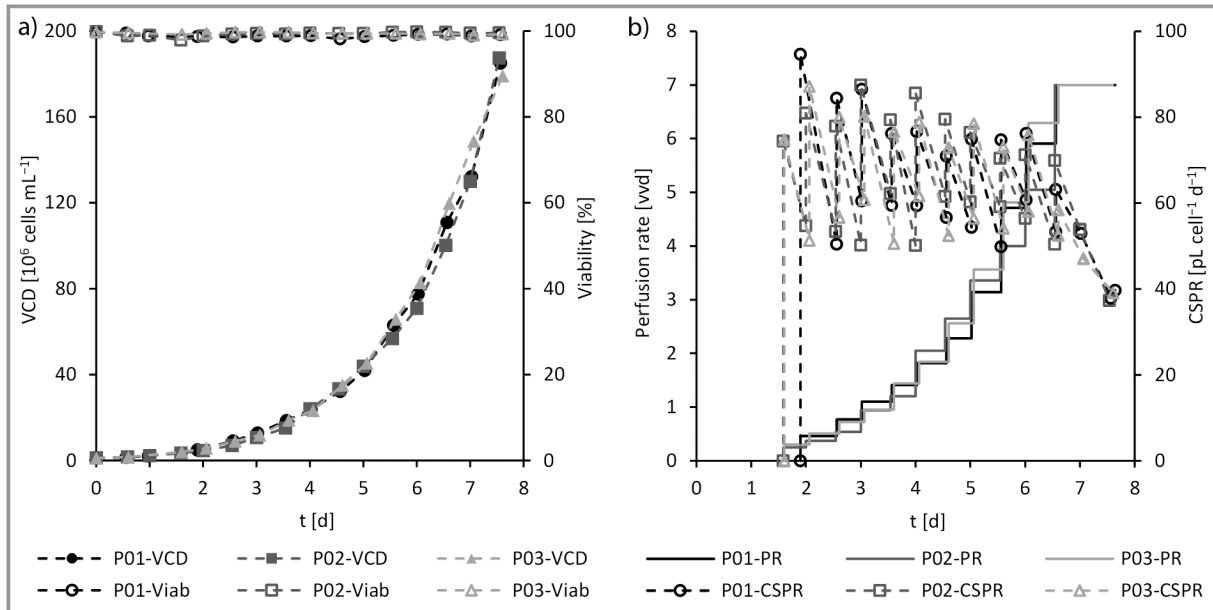 a)
200
160
120
80
40
0
VCD [10⁶ cells mL⁻¹]
100
80
60
40
20
0
Viability [%]
0 1 2 3 4 5 6 7 8
t [d]
b)
8
7
6
5
4
3
2
1
0
Perfusion rate [vvd]
100
80
60
40
20
0
CSPR [pL cell⁻¹ d⁻¹]
0 1 2 3 4 5 6 7 8
t [d]
P01-VCD P02-VCD P03-VCD
P01-Viab P02-Viab P03-Viab
P01-PR P02-PR P03-PR
P01-CSPR P02-CSPR P03-CSPR